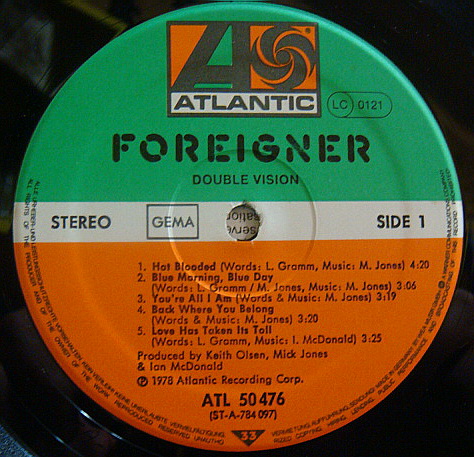 ATLANTIC
LC 0121
FOREIGNER
DOUBLE VISION
STEREO GEMA SIDE 1
1. Hot Blooded (Words: L. Gramm, Music: M. Jones) 4:20
2. Blue Morning, Blue Day
(Words: L. Gramm / M. Jones, Music: M. Jones) 3:06
3. You're All I Am (Words & Music: M. Jones) 3:19
4. Back Where You Belong
(Words & Music: M. Jones) 3:20
5. Love Has Taken Its Toll
(Words: L. Gramm, Music: I. McDonald) 3:25
Produced by Keith Olsen, Mick Jones
& Ian McDonald
℗ 1978 Atlantic Recording Corp.
ATL 50 476
(ST-A-784 097)
33